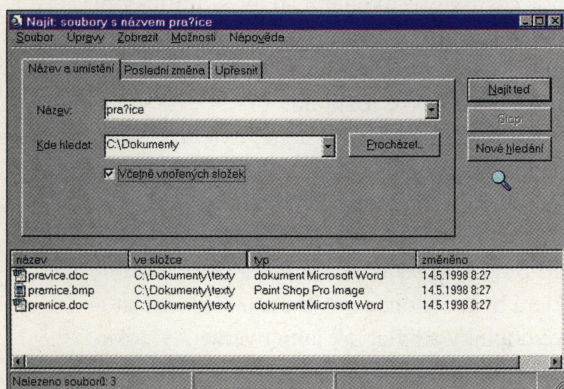 Najít: soubory s názvem pra?ice
Soubor Úpravy Zobrazit Možnosti Nápověda
Název a umístění Poslední změna Upřesnit
Název: pra?ice
Kde hledat: C:\Dokumenty
Procházet...
Včetně vnořených složek
Najít teď
Stop
Nové hledání
název ve složce typ změněno
pravice.doc C:\Dokumenty\texty dokument Microsoft Word 14.5.1998 8:27
pramice.bmp C:\Dokumenty\texty Paint Shop Pro Image 14.5.1998 8:27
pranice.doc C:\Dokumenty\texty dokument Microsoft Word 14.5.1998 8:27
Nalezeno souborů: 3